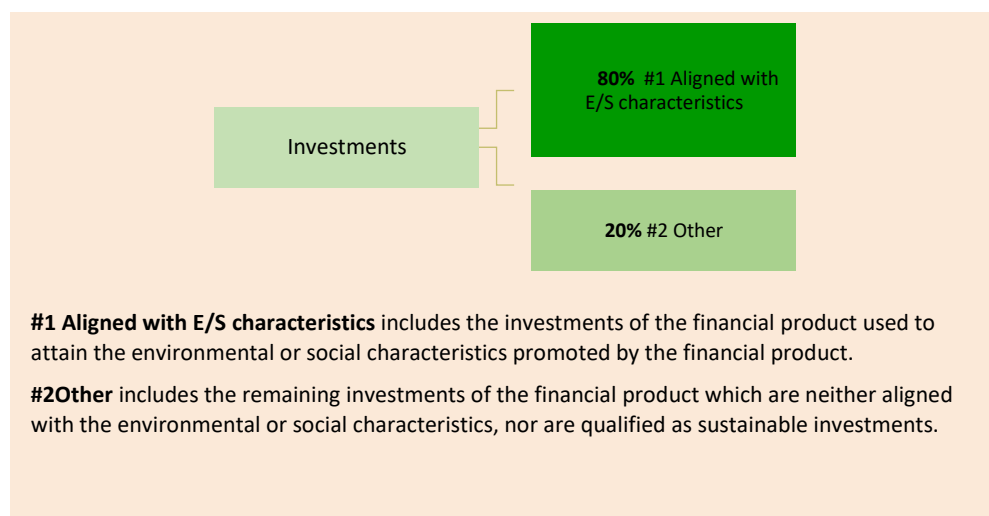 80% #1 Aligned with
E/S characteristics
Investments
20% #2 Other
#1 Aligned with E/S characteristics includes the investments of the financial product used to
attain the environmental or social characteristics promoted by the financial product.
#2Other includes the remaining investments of the financial product which are neither aligned
with the environmental or social characteristics, nor are qualified as sustainable investments.